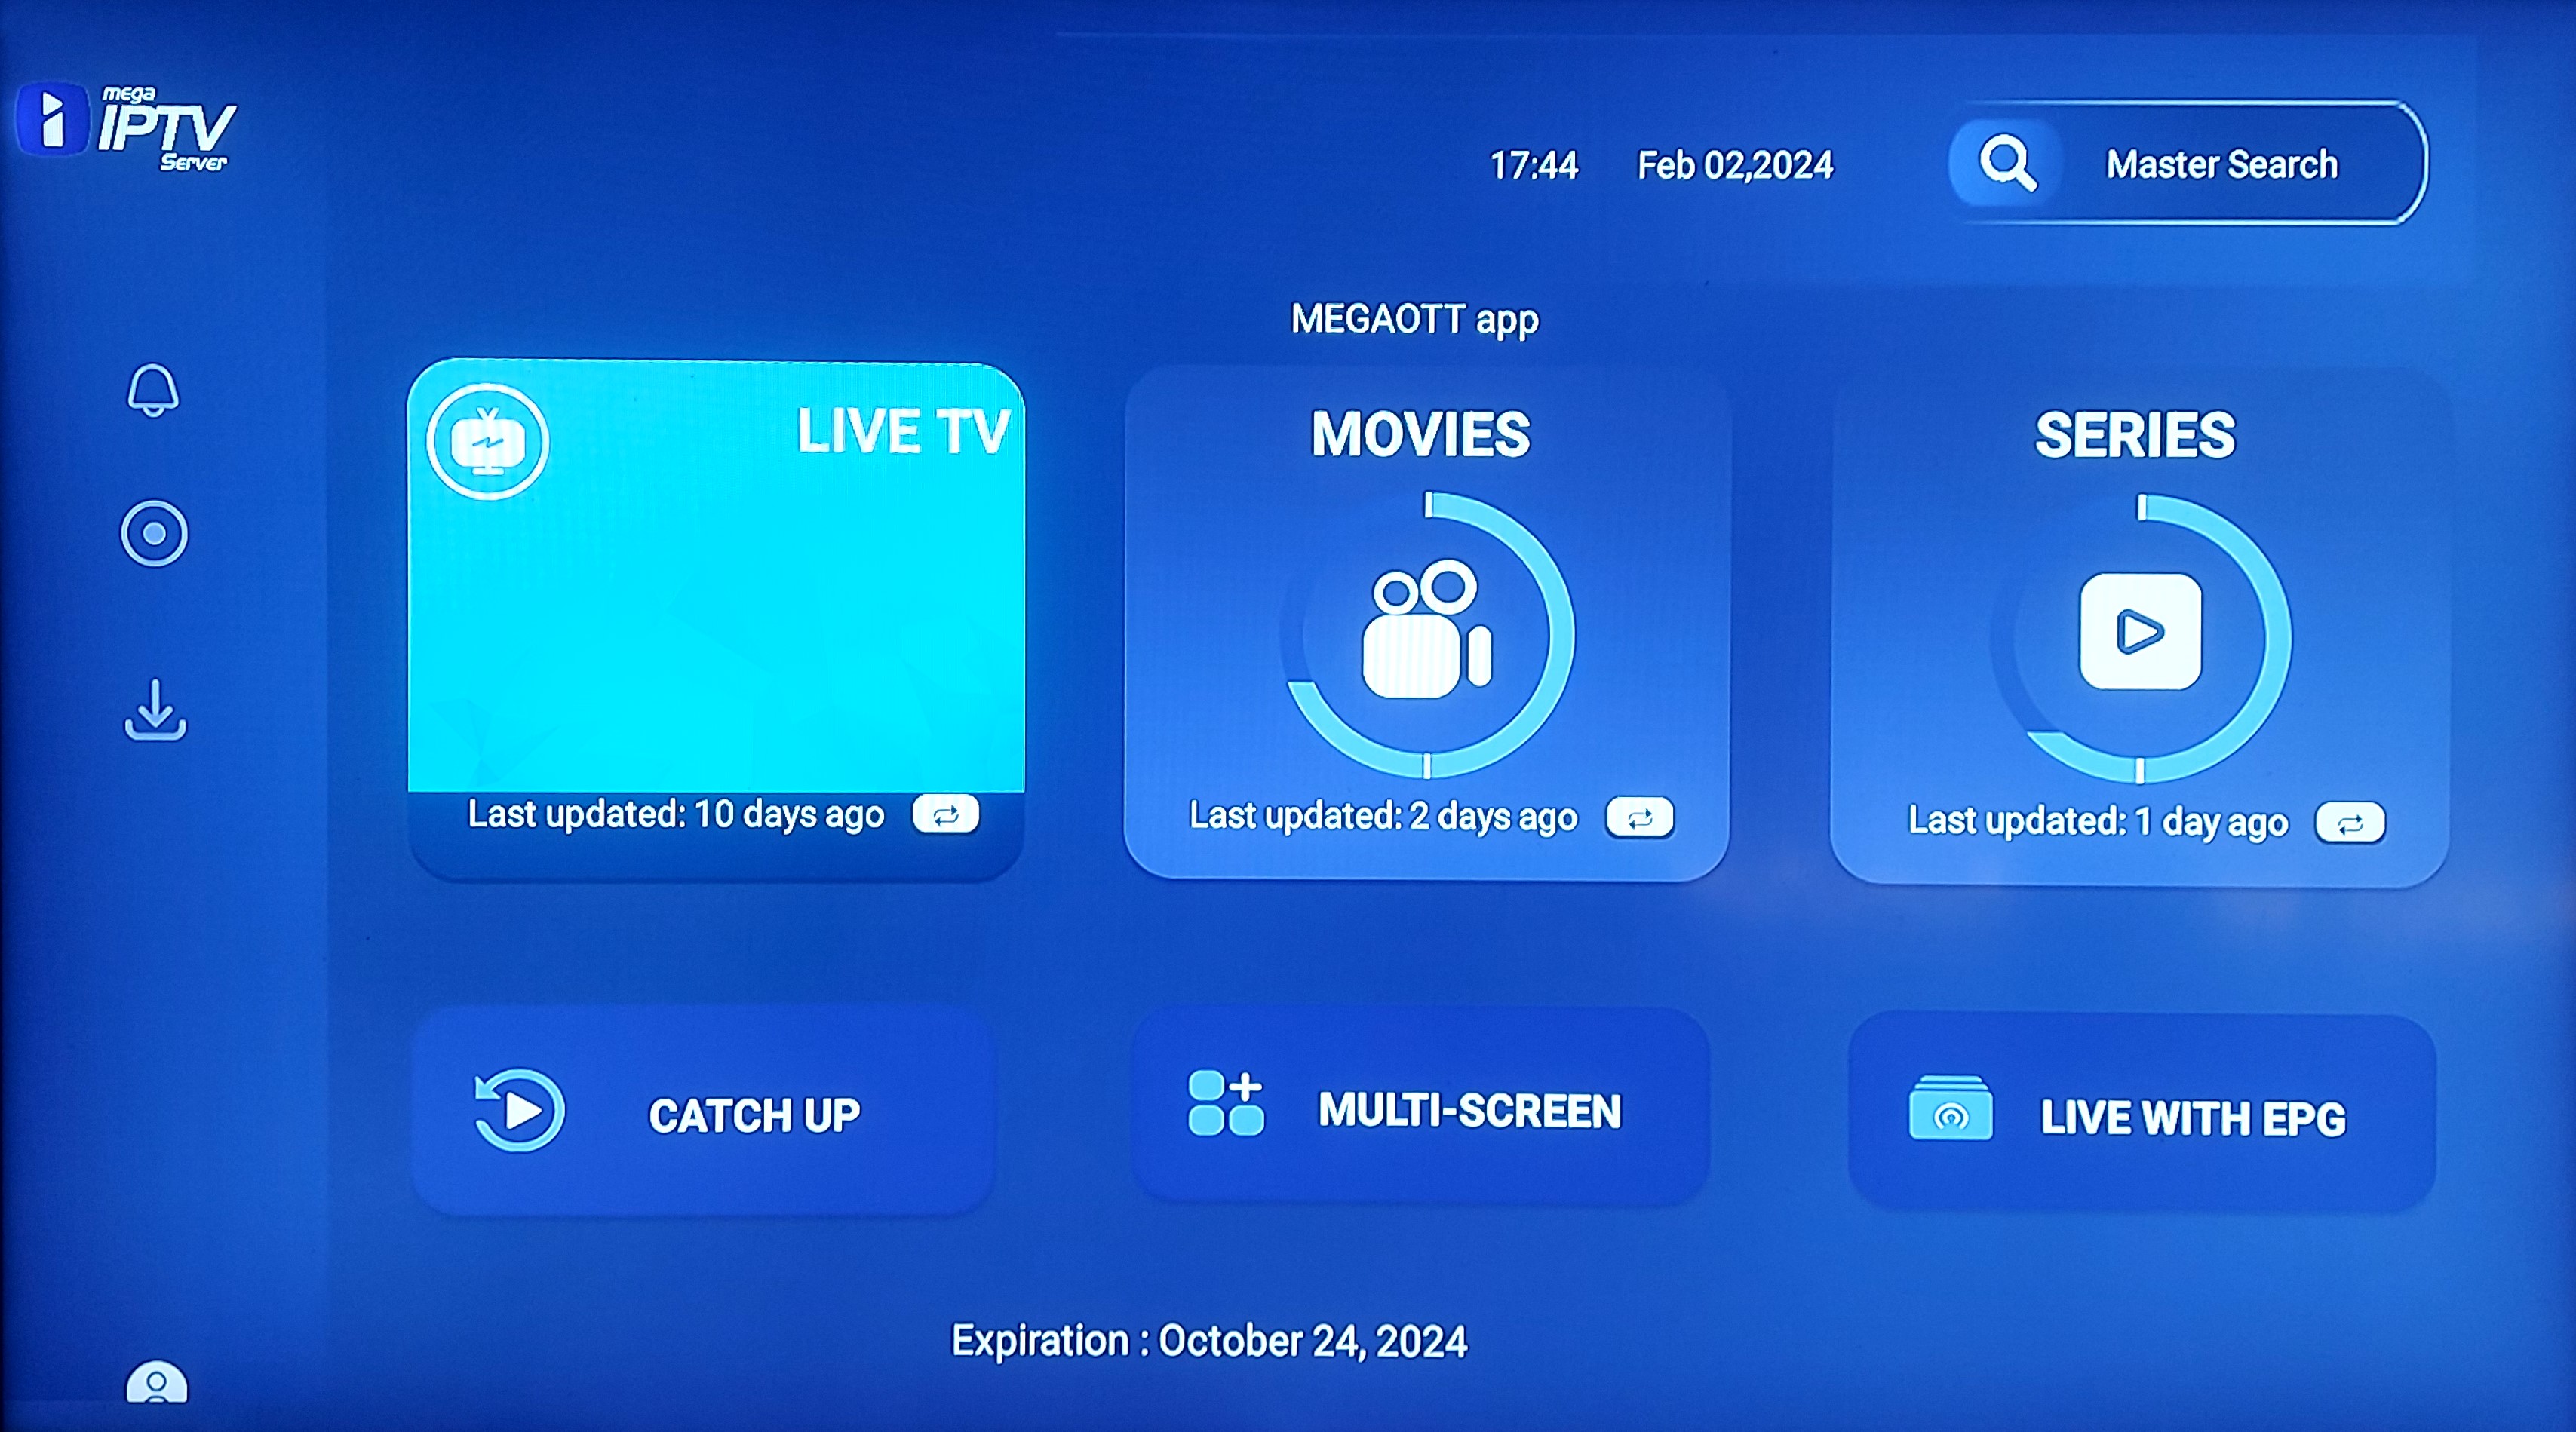 mega
IPTV
Server
17:44
Feb 02,2024
Master Search
MEGAOTT app
LIVE TV
Last updated: 10 days ago
MOVIES
Last updated: 2 days ago
SERIES
Last updated: 1 day ago
CATCH UP
MULTI-SCREEN
LIVE WITH EPG
Expiration : October 24, 2024